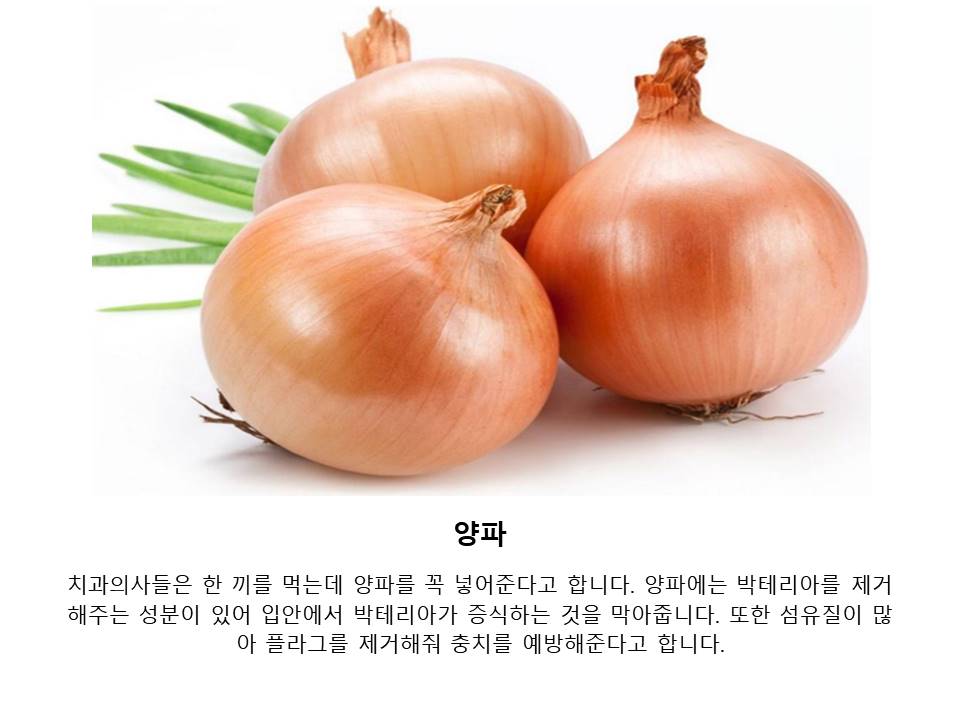 양파
치과의사들은 한 끼를 먹는데 양파를 꼭 넣어준다고 합니다. 양파에는 박테리아를 제거
해주는 성분이 있어 입안에서 박테리아가 증식하는 것을 막아줍니다. 또한 섬유질이 많
아 플라그를 제거해줘 충치를 예방해준다고 합니다.